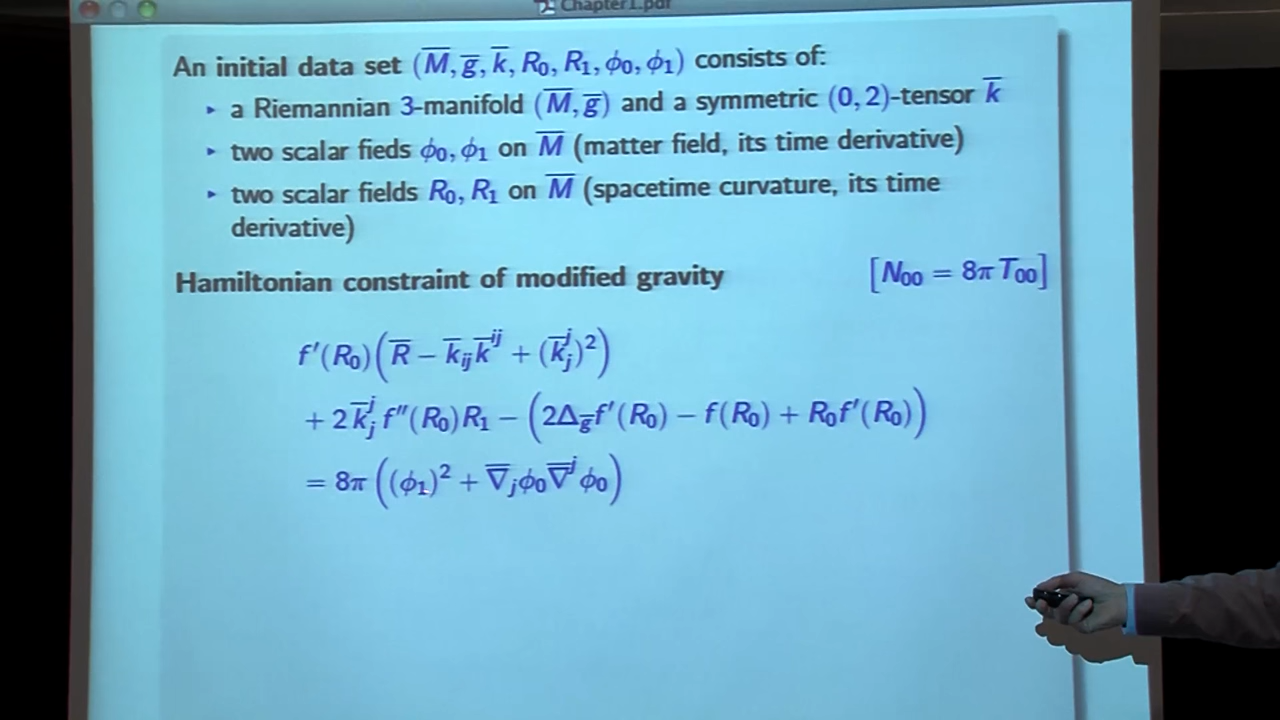 Chapter1.pdf
An initial data set (M̅, g̅, k̅, R₀, R₁, ϕ₀, ϕ₁) consists of:
▸ a Riemannian 3-manifold (M̅, g̅) and a symmetric (0, 2)-tensor k̅
▸ two scalar fieds ϕ₀, ϕ₁ on M̅ (matter field, its time derivative)
▸ two scalar fields R₀, R₁ on M̅ (spacetime curvature, its time
derivative)
Hamiltonian constraint of modified gravity [N₀₀ = 8π T₀₀]
f′(R₀)(R̅ − k̅ᵢⱼk̅ⁱʲ + (k̅ⱼʲ)²)
+ 2k̅ⱼʲ f″(R₀)R₁ − (2Δ_g̅ f′(R₀) − f(R₀) + R₀f′(R₀))
= 8π((ϕ₁)² + ∇̅ⱼϕ₀∇̅ʲϕ₀)